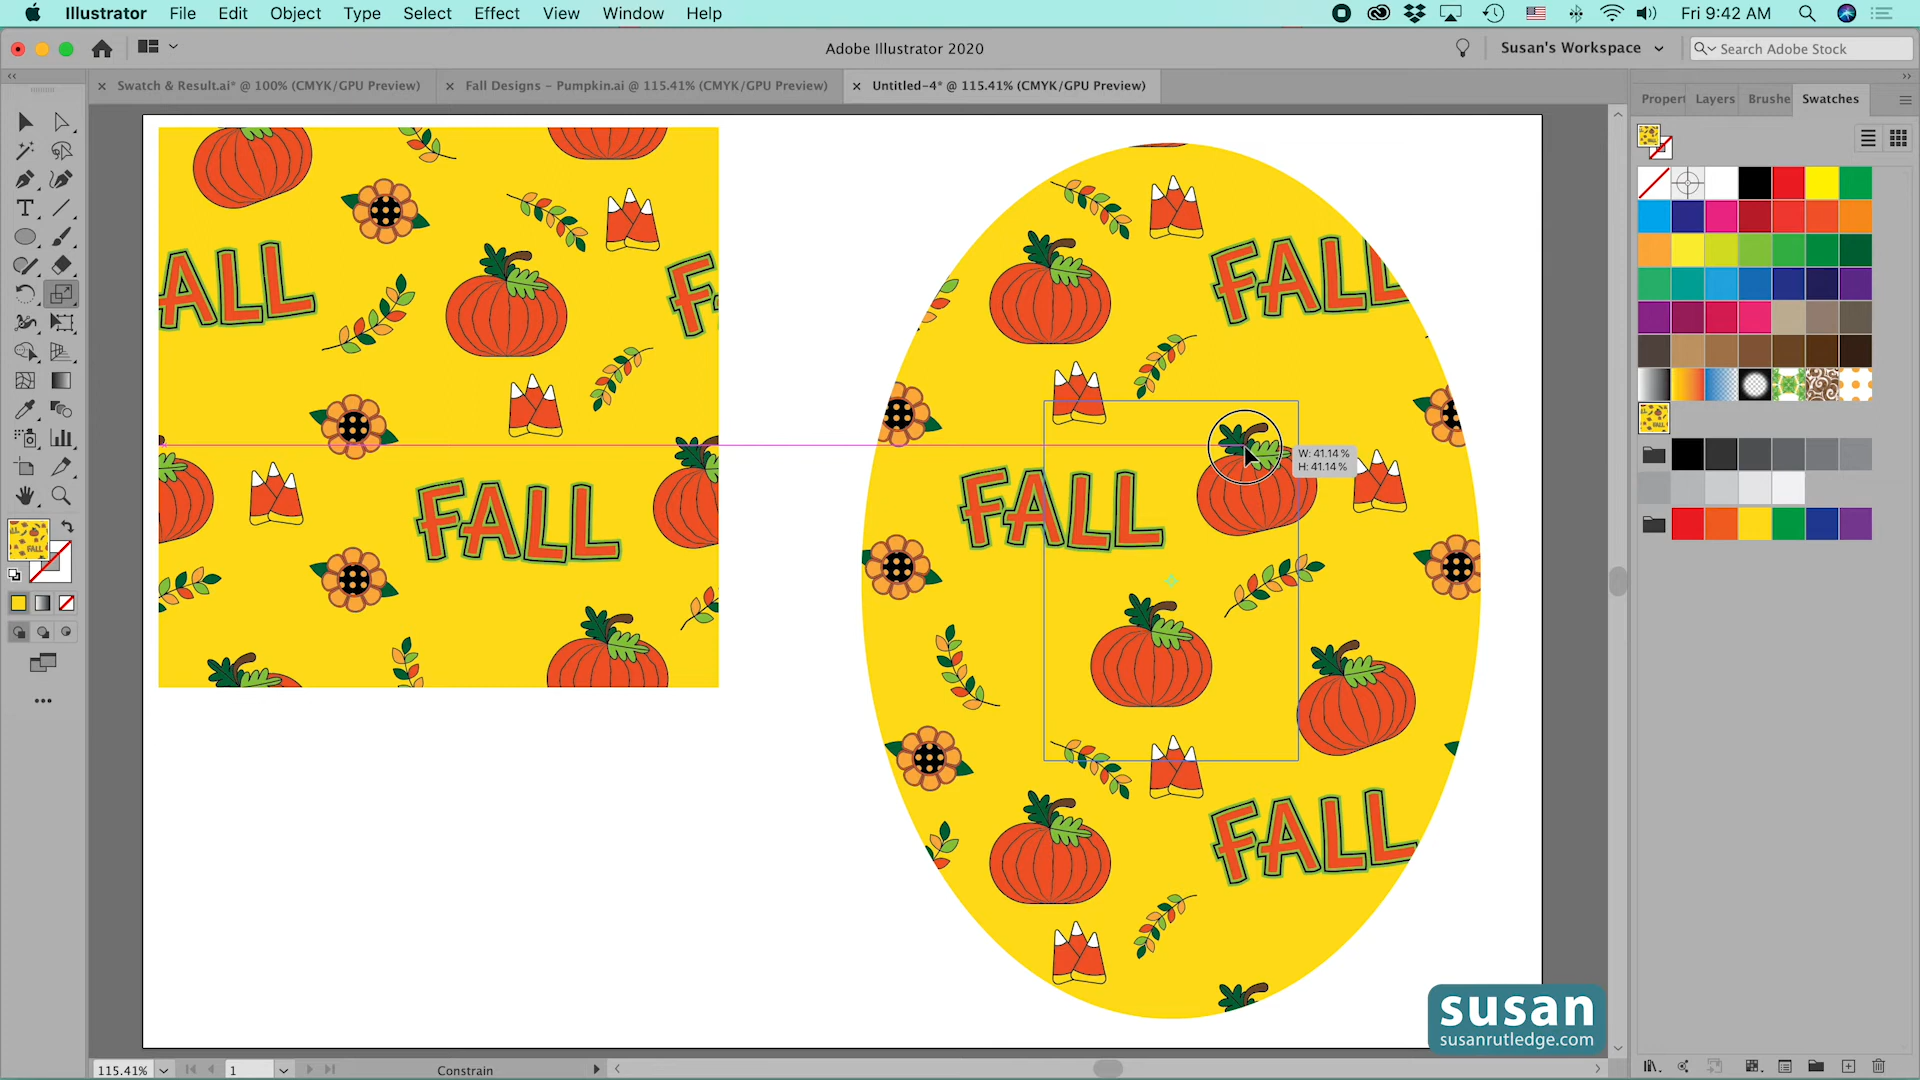 Illustrator File Edit Object Type Select Effect View Window Help Fri 9:42 AM
Adobe Illustrator 2020 Susan's Workspace Search Adobe Stock
Swatch & Result.ai* @ 100% (CMYK/GPU Preview) Fall Designs - Pumpkin.ai @ 115.41% (CMYK/GPU Preview) Untitled-4* @ 115.41% (CMYK/GPU Preview)
Propert Layers Brushe Swatches
ALL
FA
FALL
W: 41.14 %
H: 41.14 %
FALL
FALL
FALL
susan
susanrutledge.com
115.41% 1 Constrain